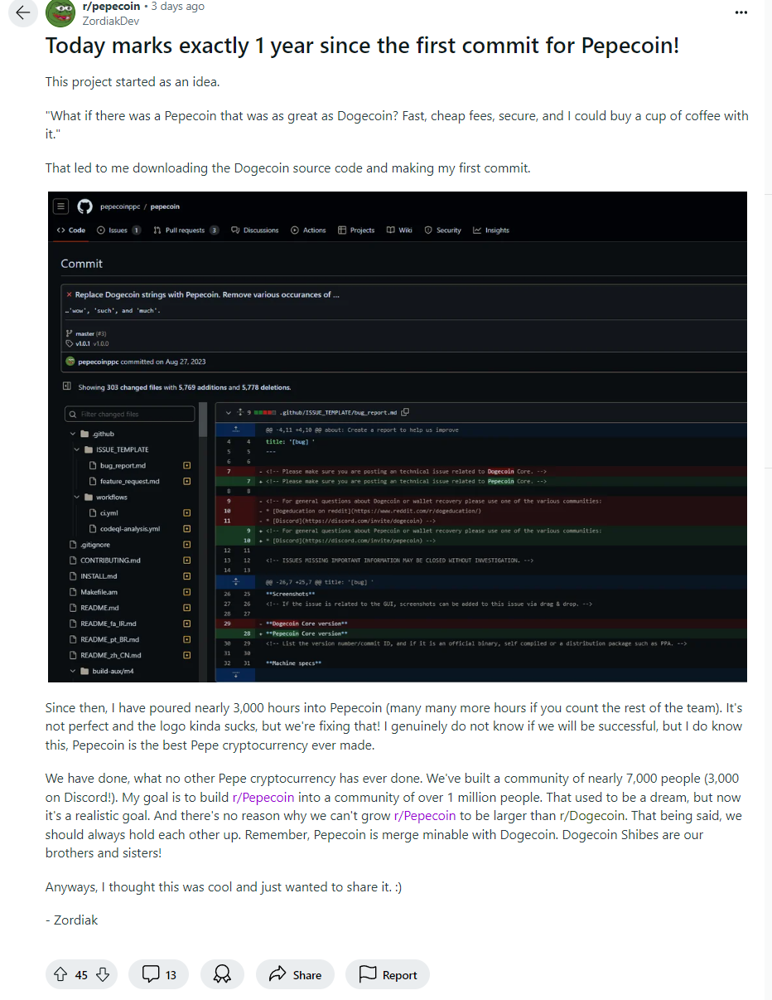 r/pepecoin • 3 days ago
ZordiakDev
Today marks exactly 1 year since the first commit for Pepecoin!
This project started as an idea.
"What if there was a Pepecoin that was as great as Dogecoin? Fast, cheap fees, secure, and I could buy a cup of coffee with
it."
That led to me downloading the Dogecoin source code and making my first commit.
pepecoinppc / pepecoin
<> Code Issues 1 Pull requests 3 Discussions Actions Projects Wiki Security Insights
Commit
× Replace Dogecoin strings with Pepecoin. Remove various occurances of ...
…'wow', 'such', and 'much'.
master (#3)
v1.0.1 v1.0.0
pepecoinppc committed on Aug 27, 2023
Showing 303 changed files with 5,769 additions and 5,778 deletions.
Filter changed files
.github
ISSUE_TEMPLATE
bug_report.md
feature_request.md
workflows
ci.yml
codeql-analysis.yml
.gitignore
CONTRIBUTING.md
INSTALL.md
Makefile.am
README.md
README_fa_IR.md
README_pt_BR.md
README_zh_CN.md
build-aux/m4
9 .github/ISSUE_TEMPLATE/bug_report.md
@@ -4,11 +4,10 @@ about: Create a report to help us improve
4 4 title: '[bug] '
5 5 ---
6 6
7 - <!-- Please make sure you are posting an technical issue related to Dogecoin Core. -->
7 + <!-- Please make sure you are posting an technical issue related to Pepecoin Core. -->
8 8
9 - <!-- For general questions about Dogecoin or wallet recovery please use one of the various communities:
10 - * [Dogeducation on reddit](https://www.reddit.com/r/dogeducation/)
11 - * [Discord](https://discord.com/invite/dogecoin) -->
9 + <!-- For general questions about Pepecoin or wallet recovery please use one of the various communities:
10 + * [Discord](https://discord.com/invite/pepecoin) -->
12 11
13 12 <!-- ISSUES MISSING IMPORTANT INFORMATION MAY BE CLOSED WITHOUT INVESTIGATION. -->
14 13
@@ -26,7 +25,7 @@ title: '[bug] '
26 25 **Screenshots**
27 26 <!-- If the issue is related to the GUI, screenshots can be added to this issue via drag & drop. -->
28 27
29 - **Dogecoin Core version**
28 + **Pepecoin Core version**
30 29 <!-- List the version number/commit ID, and if it is an official binary, self compiled or a distribution package such as PPA. -->
31 30
32 31 **Machine specs**
Since then, I have poured nearly 3,000 hours into Pepecoin (many many more hours if you count the rest of the team). It's
not perfect and the logo kinda sucks, but we're fixing that! I genuinely do not know if we will be successful, but I do know
this, Pepecoin is the best Pepe cryptocurrency ever made.
We have done, what no other Pepe cryptocurrency has ever done. We've built a community of nearly 7,000 people (3,000
on Discord!). My goal is to build r/Pepecoin into a community of over 1 million people. That used to be a dream, but now
it's a realistic goal. And there's no reason why we can't grow r/Pepecoin to be larger than r/Dogecoin. That being said, we
should always hold each other up. Remember, Pepecoin is merge minable with Dogecoin. Dogecoin Shibes are our
brothers and sisters!
Anyways, I thought this was cool and just wanted to share it. :)
- Zordiak
45 13 Share Report